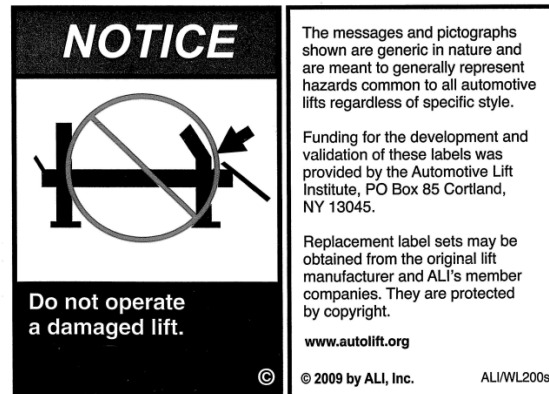 NOTICE
Do not operate
a damaged lift.
©
The messages and pictographs
shown are generic in nature and
are meant to generally represent
hazards common to all automotive
lifts regardless of specific style.
Funding for the development and
validation of these labels was
provided by the Automotive Lift
Institute, PO Box 85 Cortland,
NY 13045.
Replacement label sets may be
obtained from the original lift
manufacturer and ALI's member
companies. They are protected
by copyright.
www.autolift.org
© 2009 by ALI, Inc. ALI/WL200s